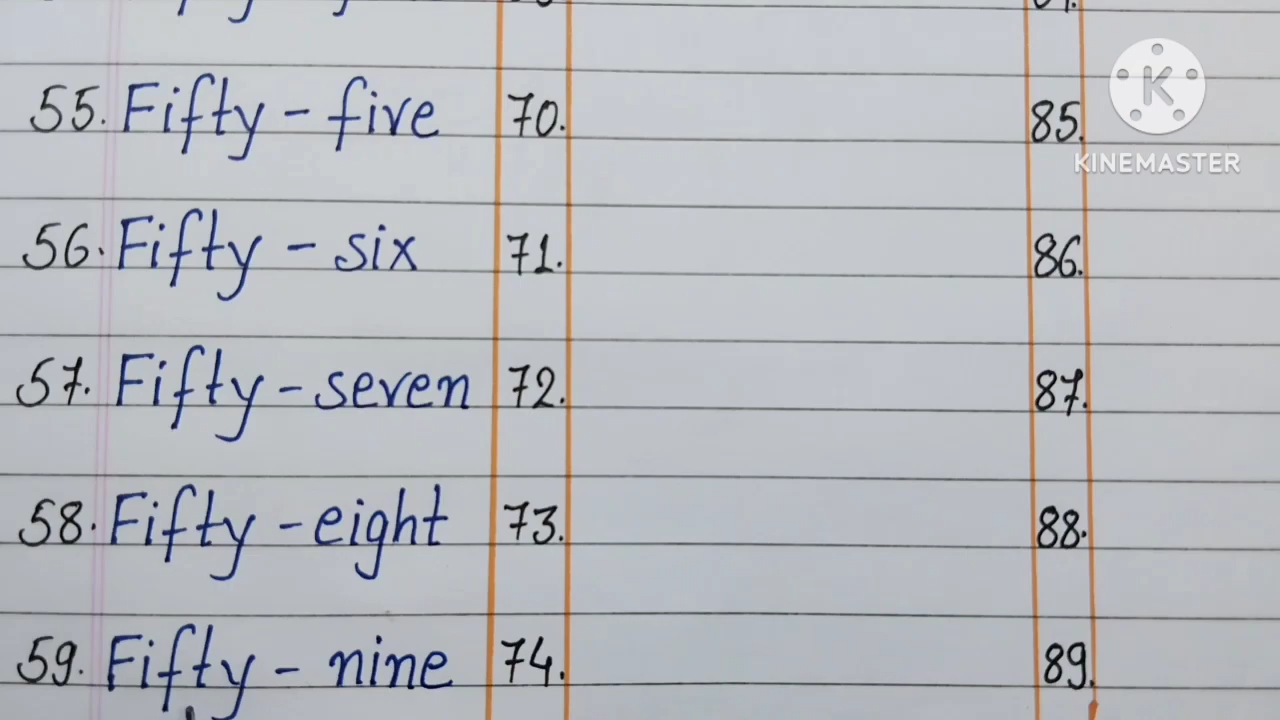 55. Fifty - five 70. 85.
KINEMASTER
56. Fifty - six 71. 86.
57. Fifty - seven 72. 87.
58. Fifty - eight 73. 88.
59. Fifty - nine 74. 89.